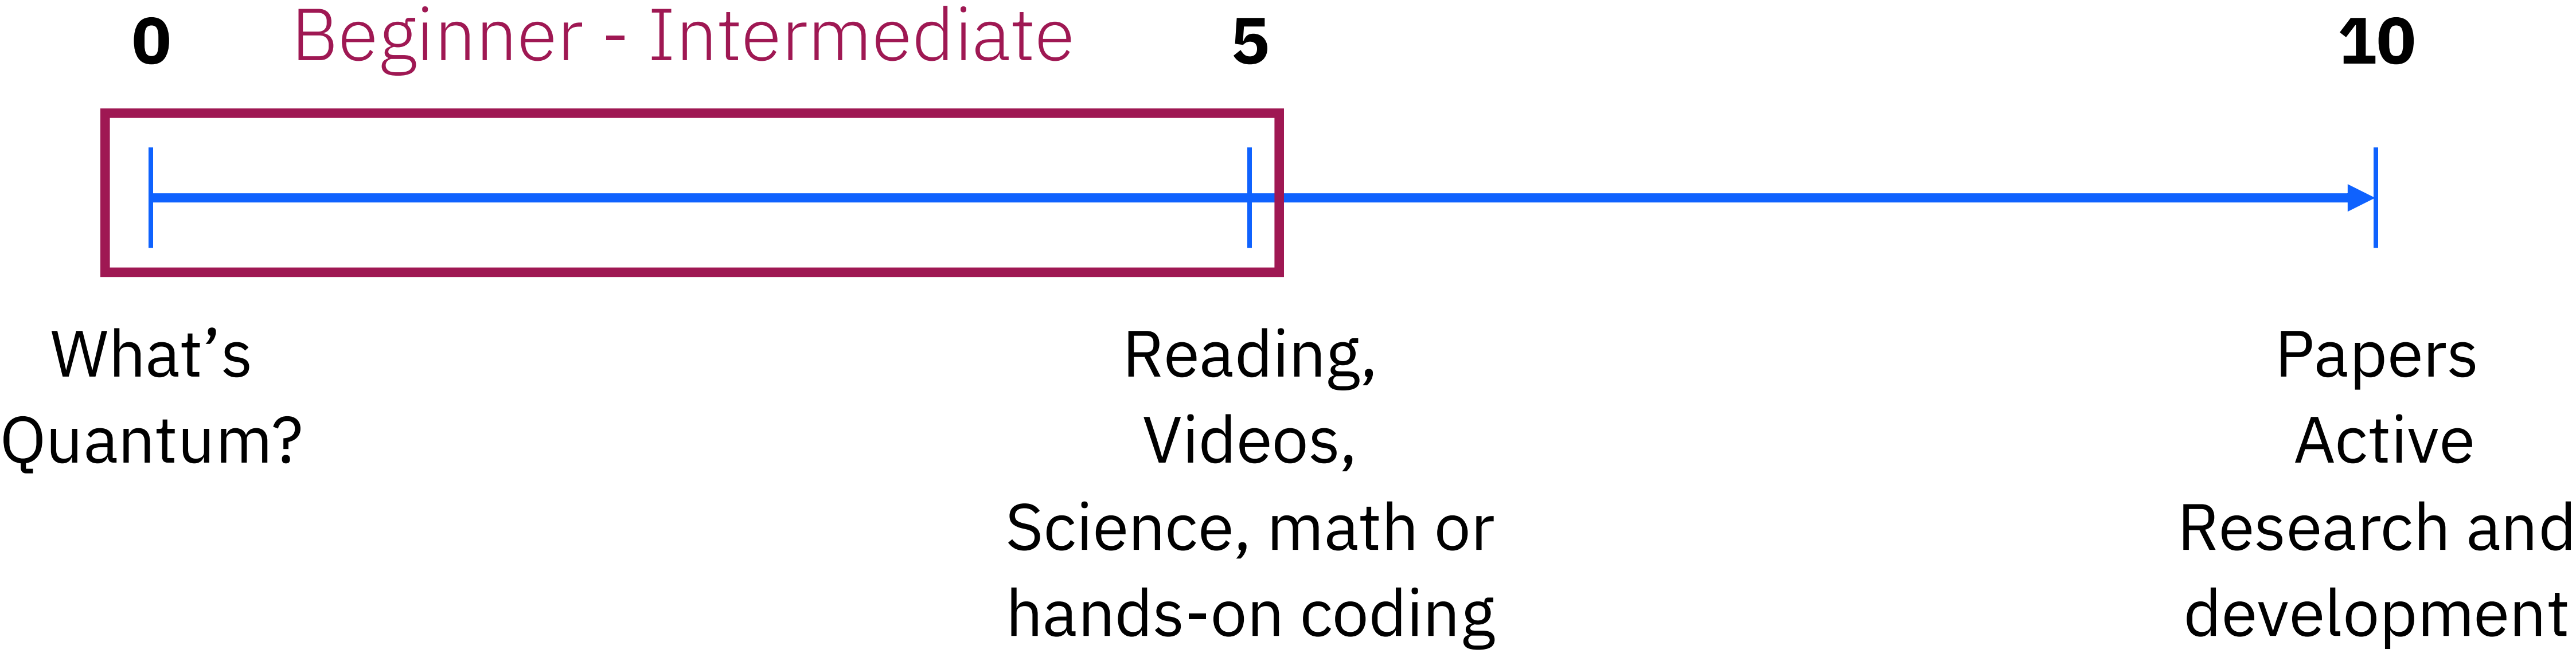 0 Beginner - Intermediate 5 10
What’s
Quantum?
Reading,
Videos,
Science, math or
hands-on coding
Papers
Active
Research and
development